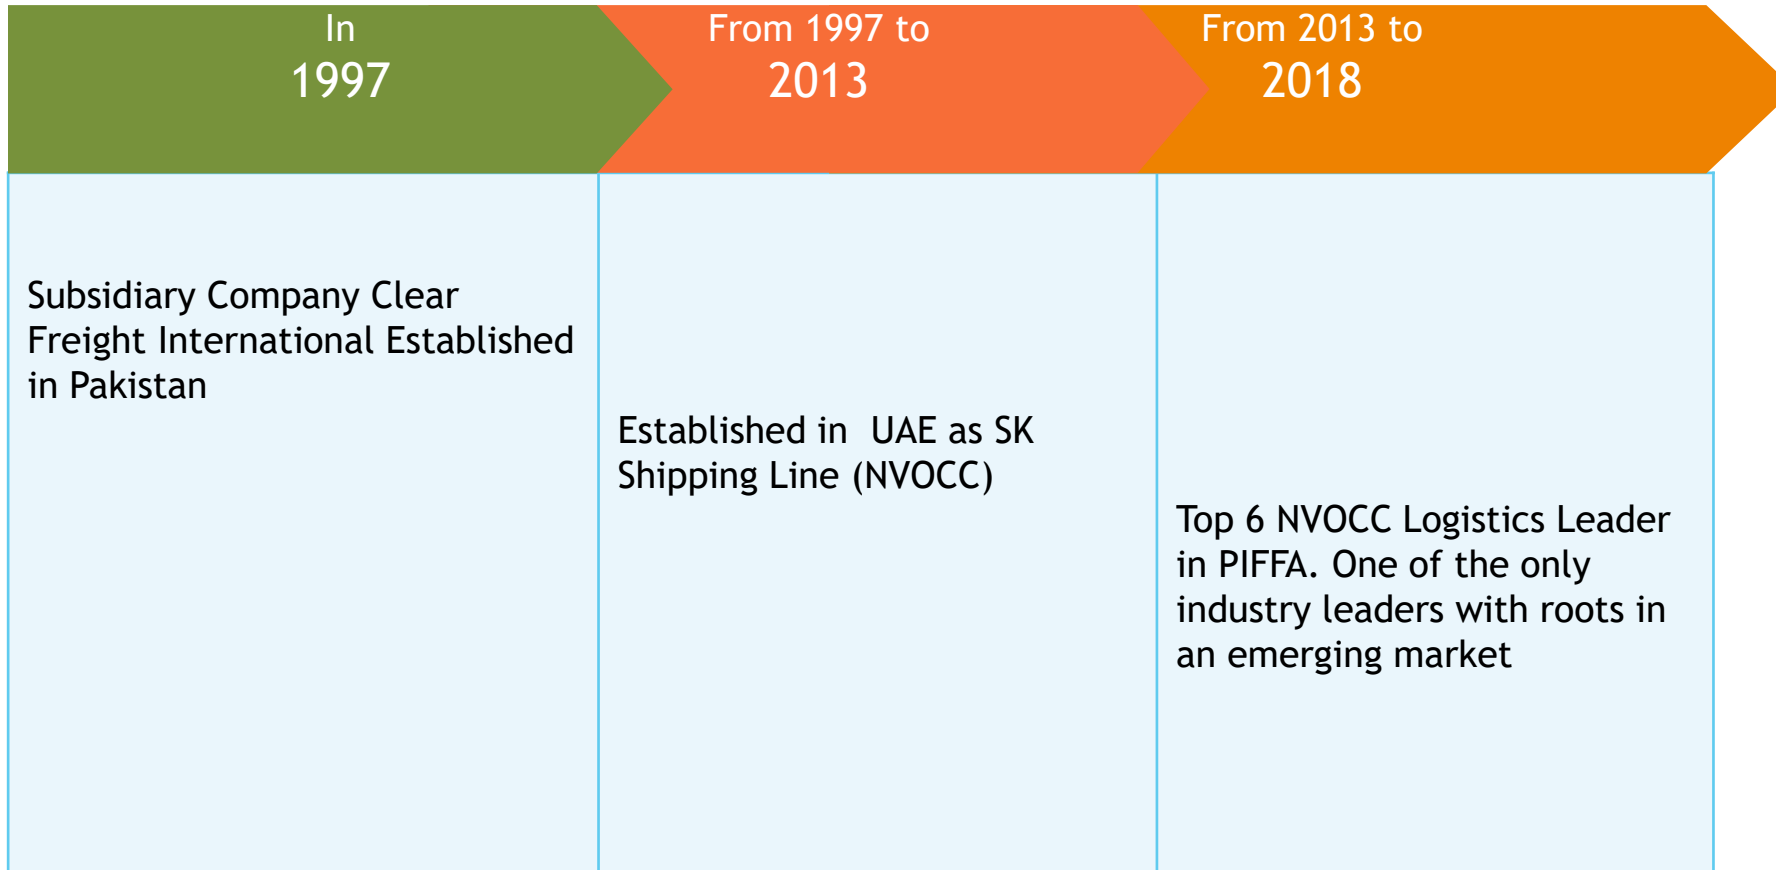 In
1997
From 1997 to
2013
From 2013 to
2018
Subsidiary Company Clear
Freight International Established
in Pakistan
Established in  UAE as SK
Shipping Line (NVOCC)
Top 6 NVOCC Logistics Leader
in PIFFA. One of the only
industry leaders with roots in
an emerging market